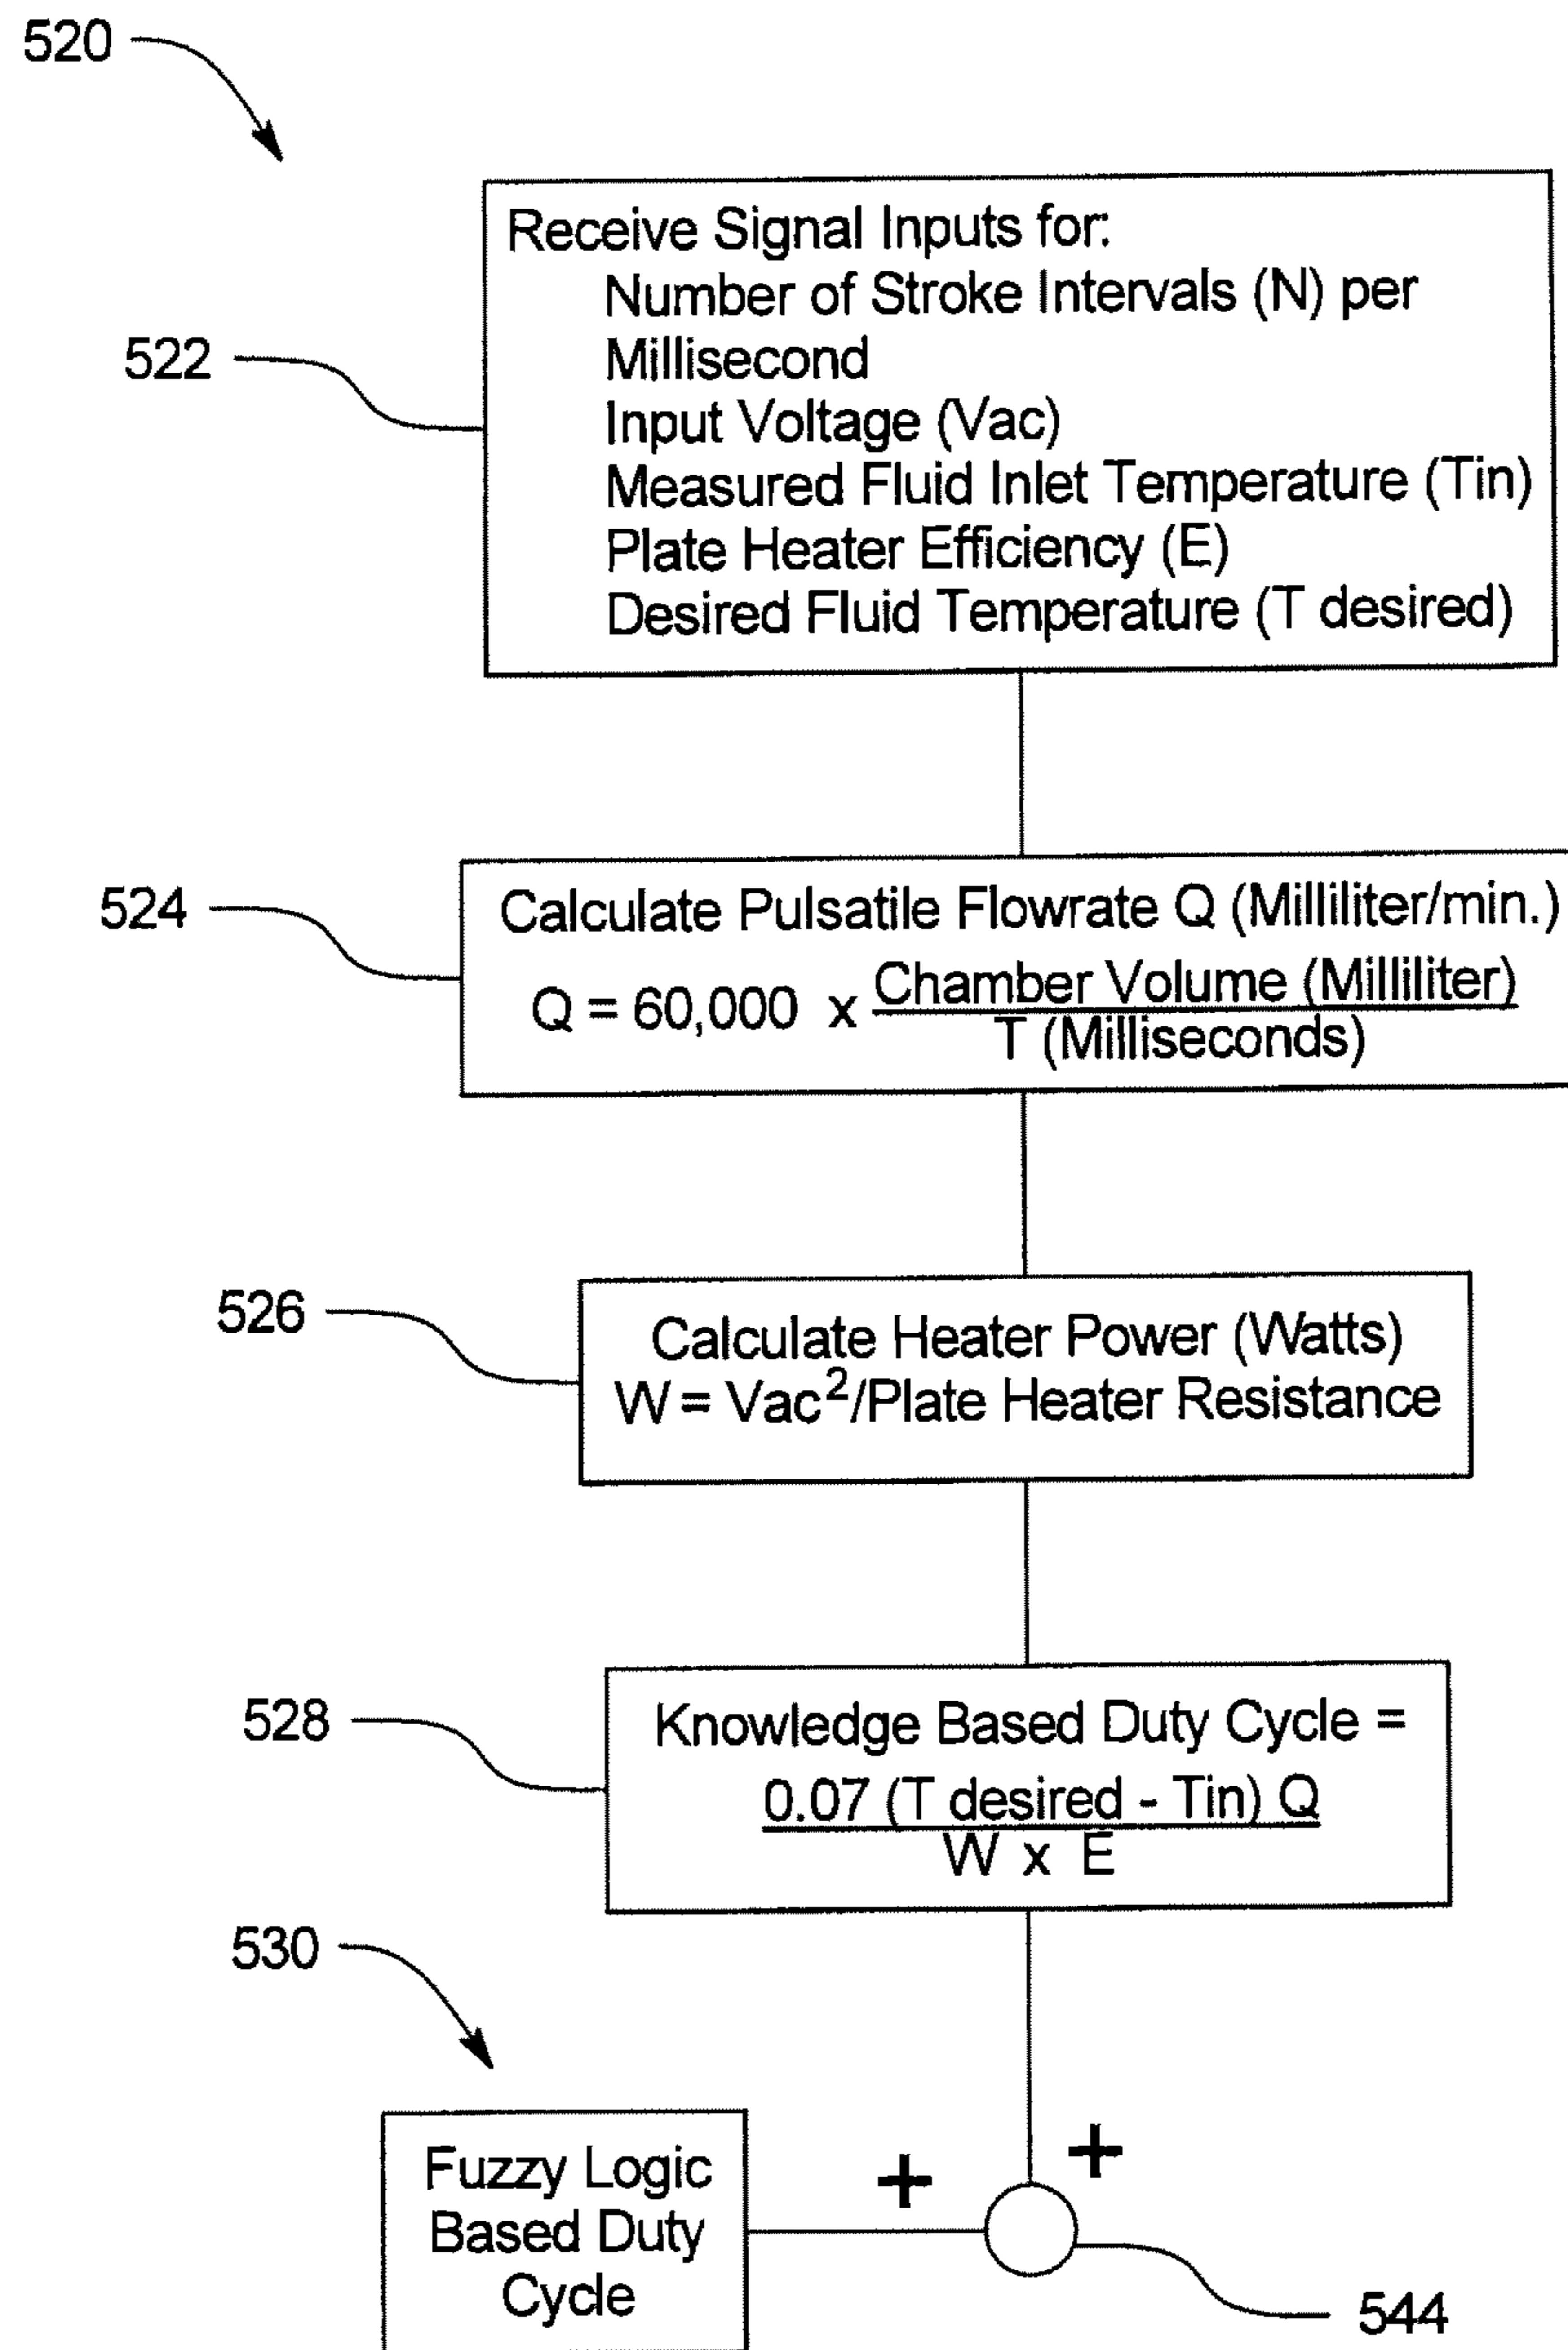 520
522
Receive Signal Inputs for:
Number of Stroke Intervals (N) per
Millisecond
Input Voltage (Vac)
Measured Fluid Inlet Temperature (Tin)
Plate Heater Efficiency (E)
Desired Fluid Temperature (T desired)
524
Calculate Pulsatile Flowrate Q (Milliliter/min.)
Q = 60,000 x Chamber Volume (Milliliter)
T (Milliseconds)
526
Calculate Heater Power (Watts)
W = Vac²/Plate Heater Resistance
528
Knowledge Based Duty Cycle =
0.07 (T desired - Tin) Q
W x E
530
Fuzzy Logic
Based Duty
Cycle
+
+
544